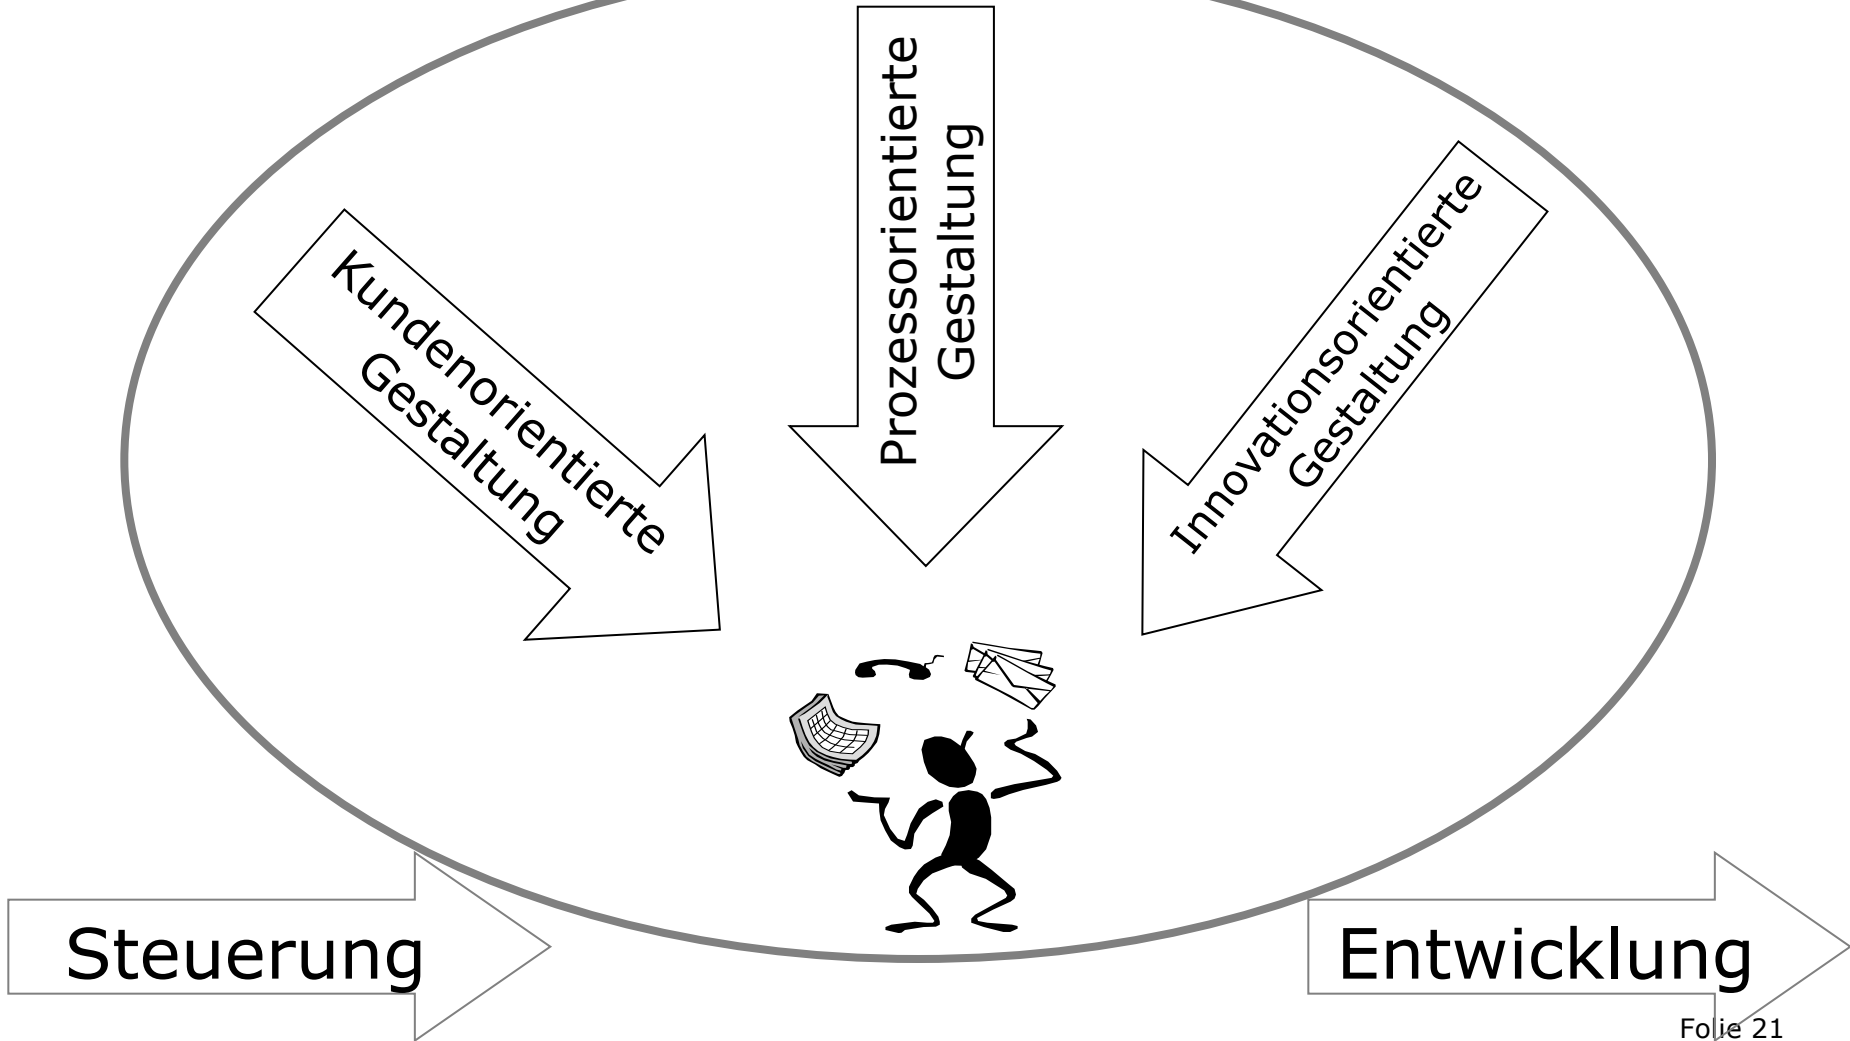 Kundenorientierte
Gestaltung
Prozessorientierte
Gestaltung
Innovationsorientierte
Gestaltung
Steuerung
Entwicklung
Folie 21